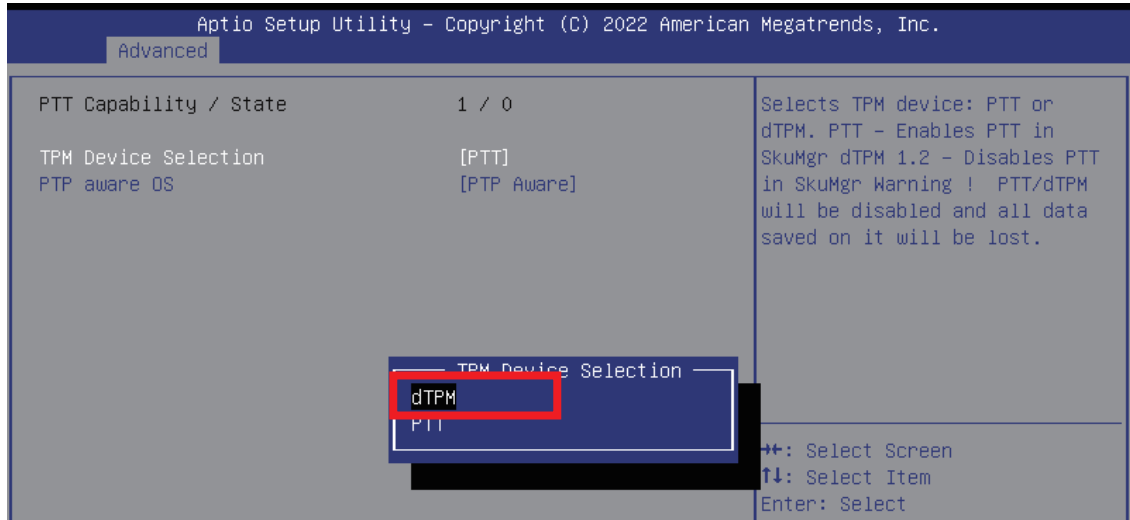 Aptio Setup Utility – Copyright (C) 2022 American Megatrends, Inc.
Advanced
PTT Capability / State 1 / 0
TPM Device Selection [PTT]
PTP aware OS [PTP Aware]
Selects TPM device: PTT or
dTPM. PTT – Enables PTT in
SkuMgr dTPM 1.2 – Disables PTT
in SkuMgr Warning ! PTT/dTPM
will be disabled and all data
saved on it will be lost.
TPM Device Selection
dTPM
PTT
→←: Select Screen
↑↓: Select Item
Enter: Select